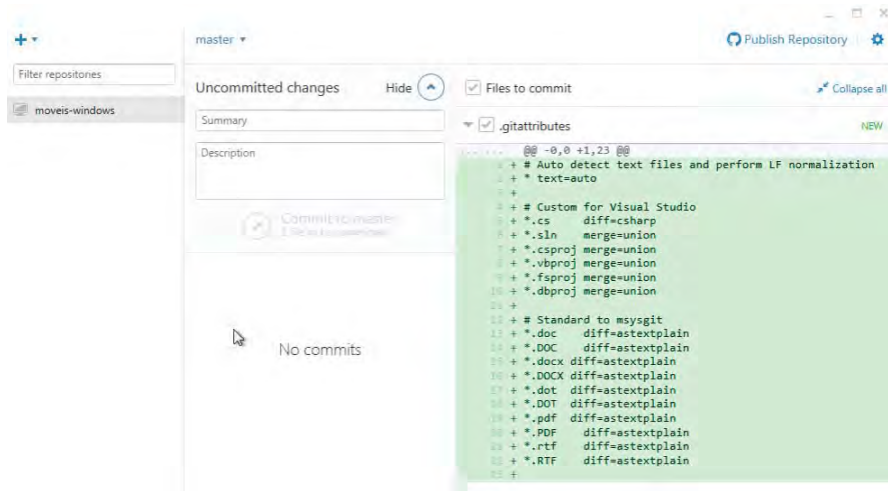 master
Publish Repository
Filter repositories
moveis-windows
Uncommitted changes
Hide
Summary
Description
Commit to master
No commits
Files to commit
Collapse all
.gitattributes
NEW
@@ -0,0 +1,23 @@
+ # Auto detect text files and perform LF normalization
+ * text=auto
+
+ # Custom for Visual Studio
+ *.cs diff=csharp
+ *.sln merge=union
+ *.csproj merge=union
+ *.vbproj merge=union
+ *.fsproj merge=union
+ *.dbproj merge=union
+
+ # Standard to msysgit
+ *.doc diff=astextplain
+ *.DOC diff=astextplain
+ *.docx diff=astextplain
+ *.DOCX diff=astextplain
+ *.dot diff=astextplain
+ *.DOT diff=astextplain
+ *.pdf diff=astextplain
+ *.PDF diff=astextplain
+ *.rtf diff=astextplain
+ *.RTF diff=astextplain
+